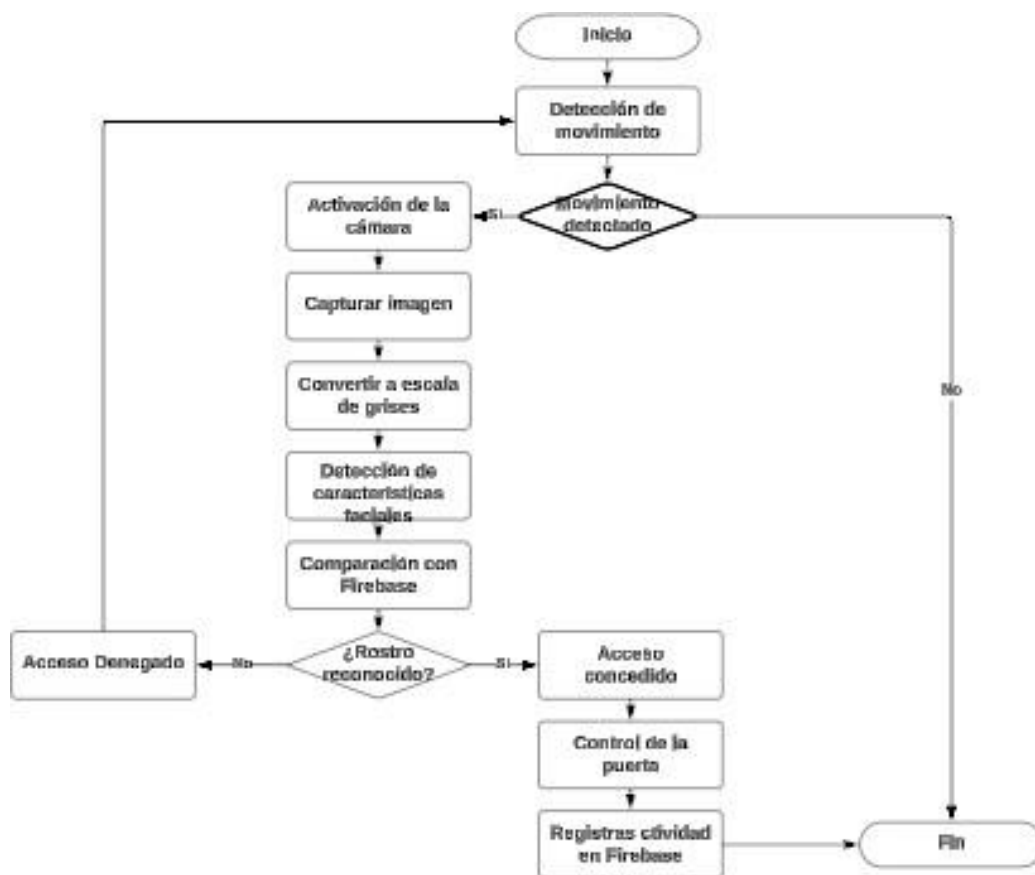 Inicio
Detección de
movimiento
Movimiento
detectado
Si
Activación de la
cámara
Capturar imagen
Convertir a escala
de grises
Detección de
características
faciales
Comparación con
Firebase
¿Rostro
reconocido?
No
Acceso Denegado
Si
Acceso
concedido
Control de la
puerta
Registras ctividad
en Firebase
No
Fin